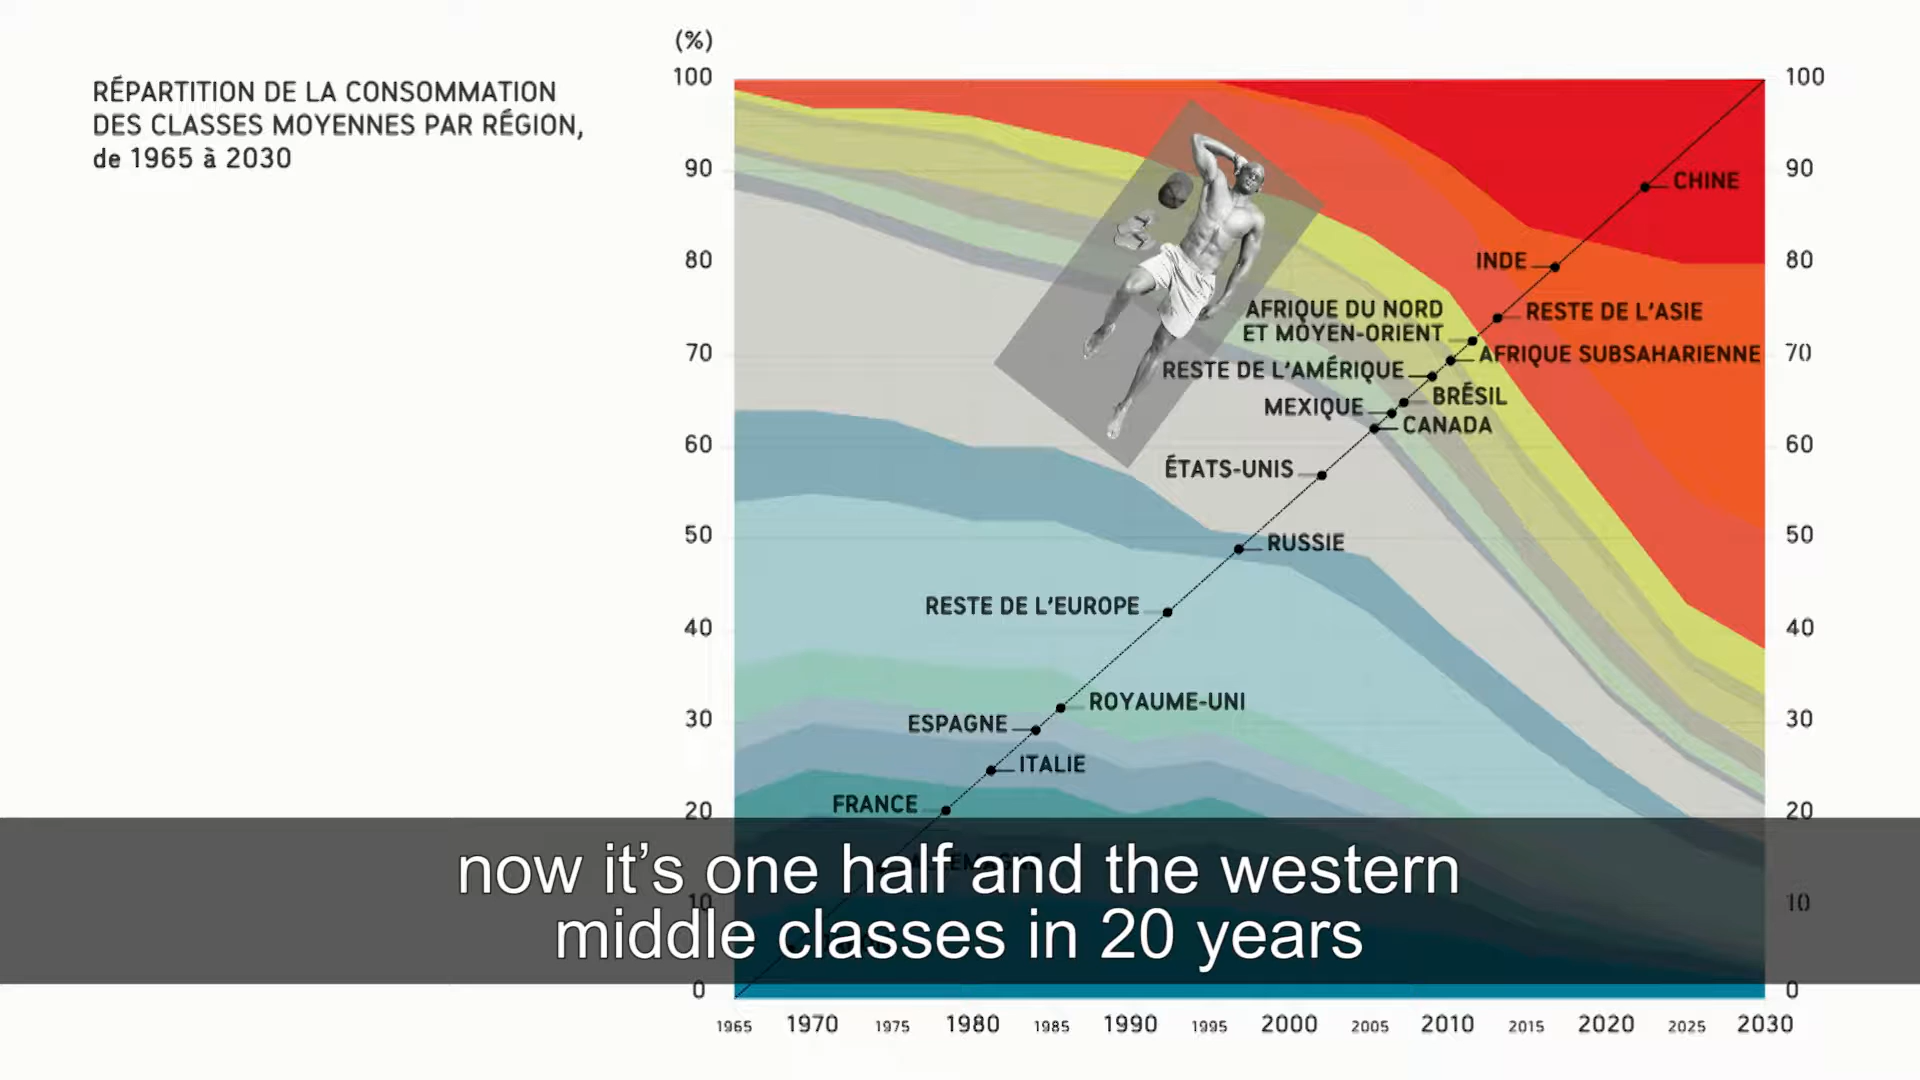 (%)
RÉPARTITION DE LA CONSOMMATION
DES CLASSES MOYENNES PAR RÉGION,
de 1965 à 2030
100
90
80
70
60
50
40
30
20
10
0
100
90
80
70
60
50
40
30
20
10
0
CHINE
INDE
RESTE DE L'ASIE
AFRIQUE DU NORD
ET MOYEN-ORIENT
AFRIQUE SUBSAHARIENNE
RESTE DE L'AMÉRIQUE
BRÉSIL
MEXIQUE
CANADA
ÉTATS-UNIS
RUSSIE
RESTE DE L'EUROPE
ROYAUME-UNI
ESPAGNE
ITALIE
FRANCE
ALLEMAGNE
now it’s one half and the western
middle classes in 20 years
1965 1970 1975 1980 1985 1990 1995 2000 2005 2010 2015 2020 2025 2030